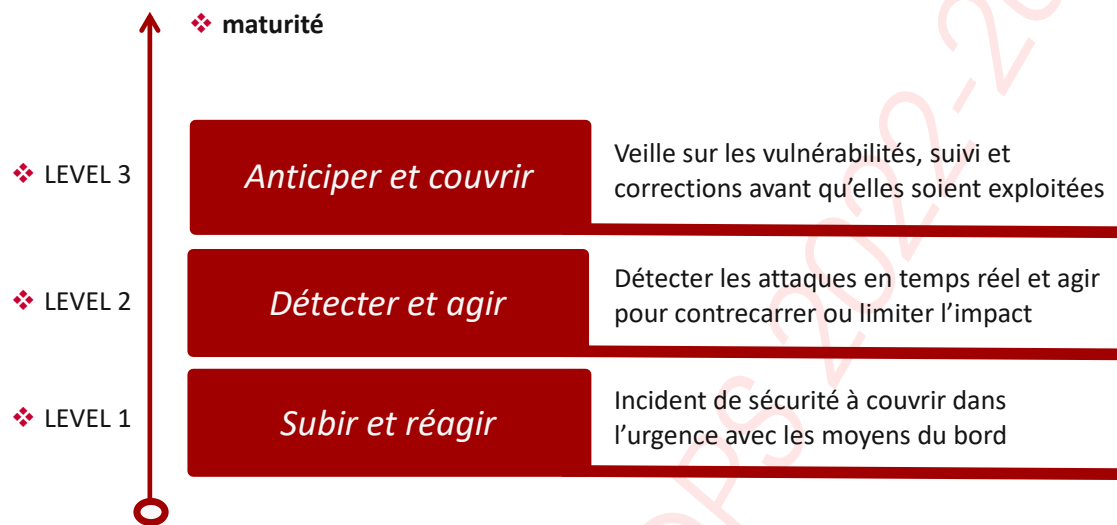 ❖ maturité
❖ LEVEL 3
Anticiper et couvrir
Veille sur les vulnérabilités, suivi et
corrections avant qu’elles soient exploitées
❖ LEVEL 2
Détecter et agir
Détecter les attaques en temps réel et agir
pour contrecarrer ou limiter l’impact
❖ LEVEL 1
Subir et réagir
Incident de sécurité à couvrir dans
l’urgence avec les moyens du bord
2022-20